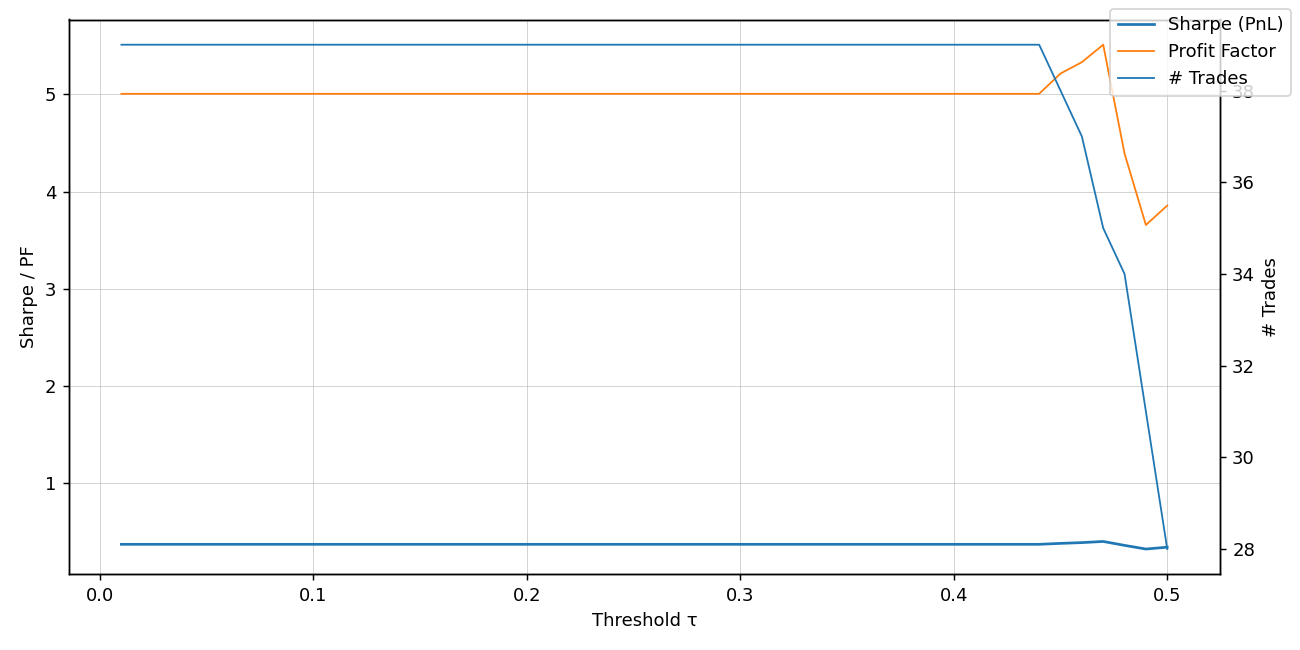 Sharpe (PnL)
Profit Factor
# Trades
Sharpe / PF
5
4
3
2
1
38
36
34
32
30
28
# Trades
0.0 0.1 0.2 0.3 0.4 0.5
Threshold τ